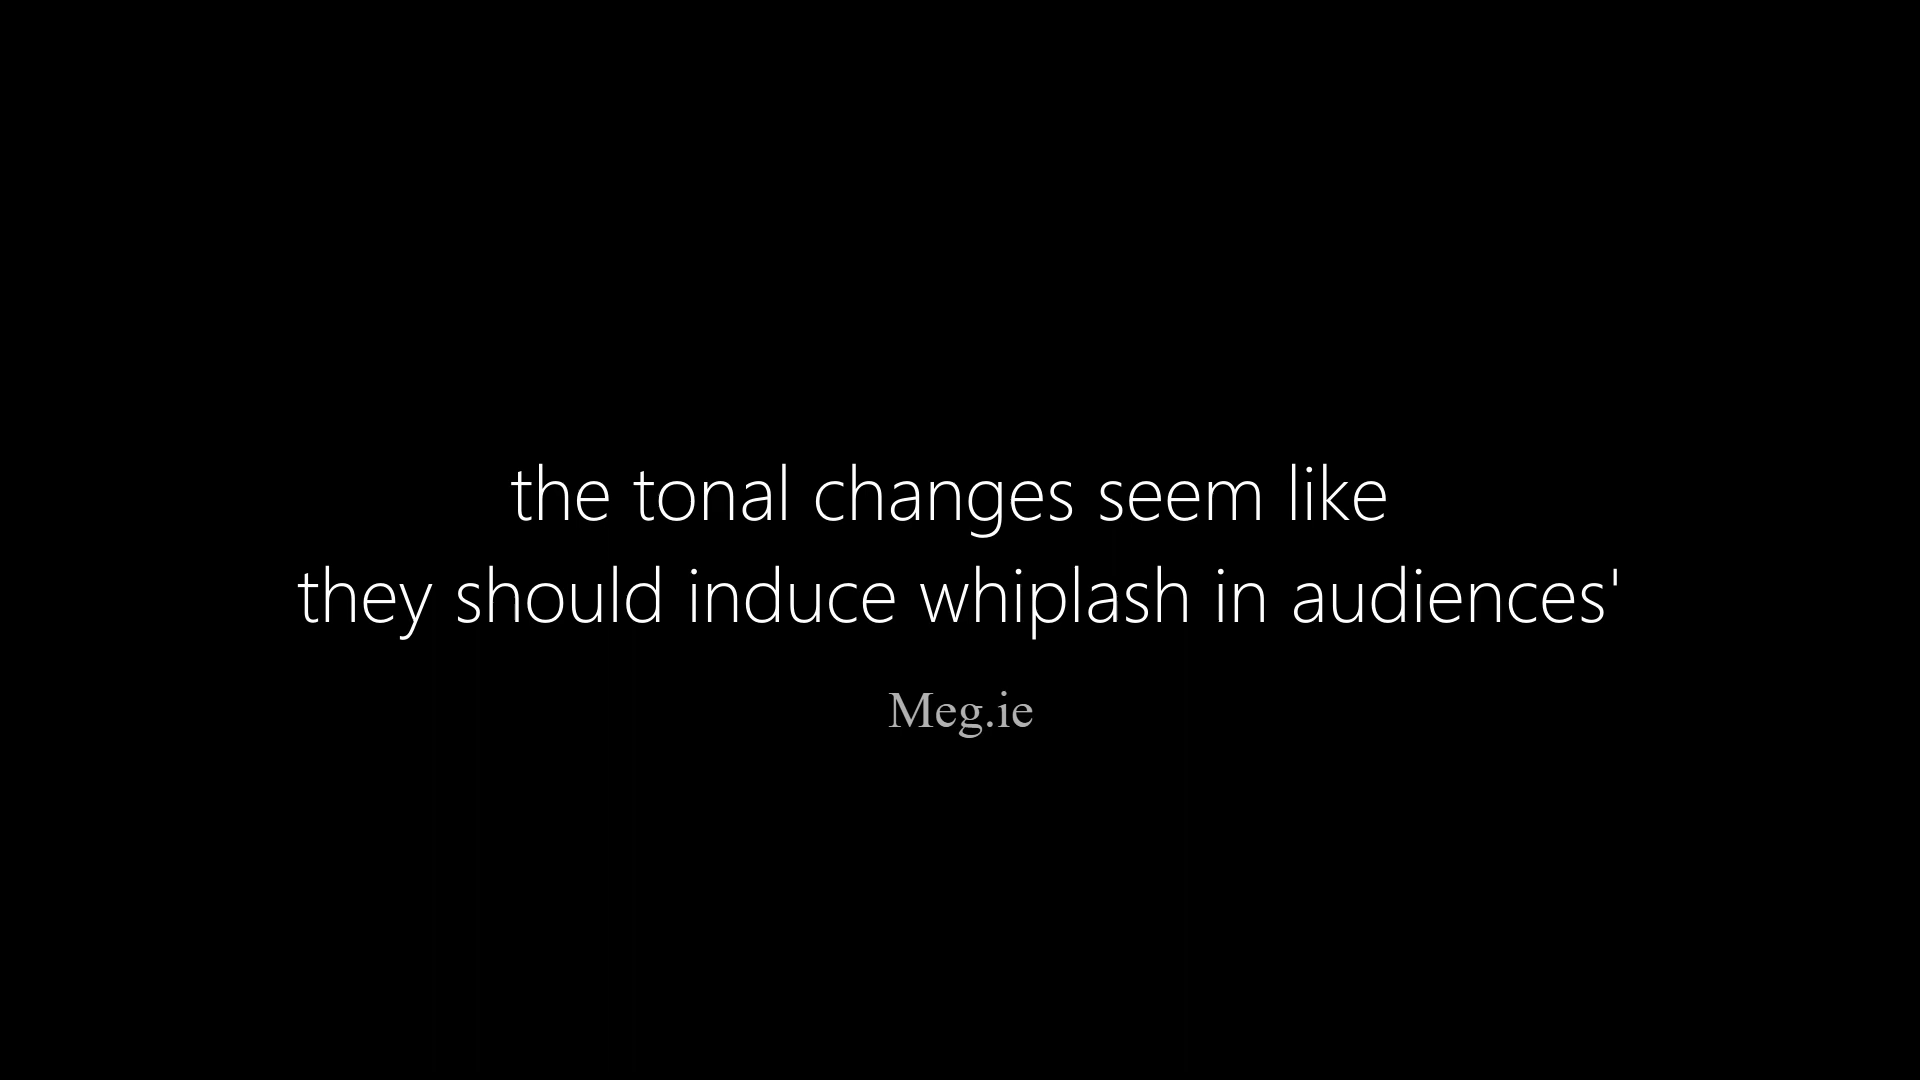 the tonal changes seem like
they should induce whiplash in audiences'
Meg.ie